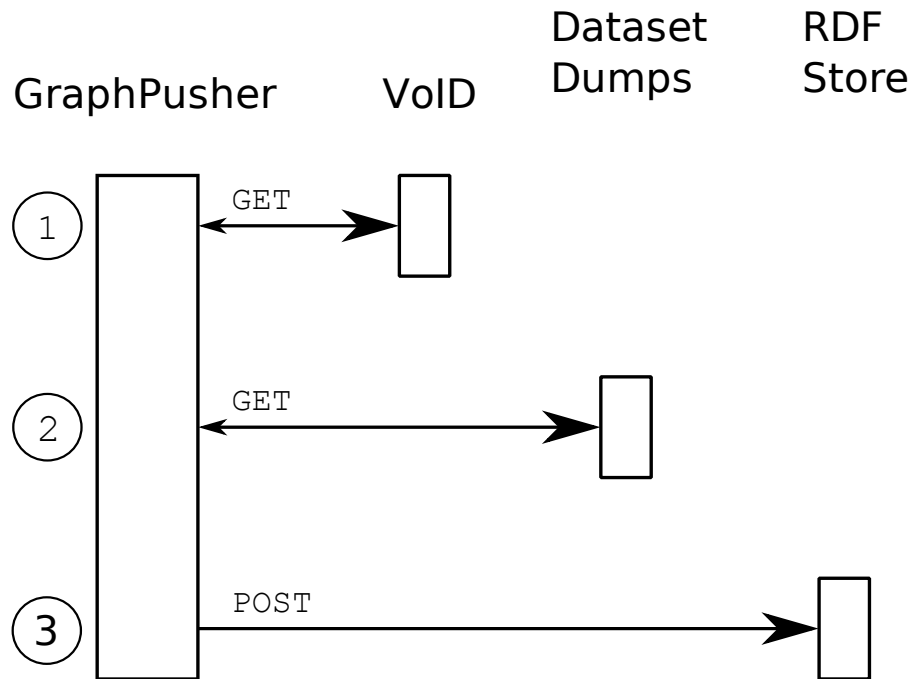 Dataset
Dumps
RDF
Store
GraphPusher
VoID
1
GET
2
GET
3
POST